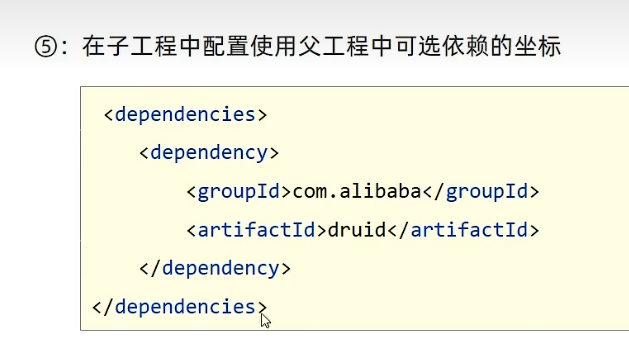 ⑤：在子工程中配置使用父工程中可选依赖的坐标
<dependencies>
<dependency>
<groupId>com.alibaba</groupId>
<artifactId>druid</artifactId>
</dependency>
</dependencies>